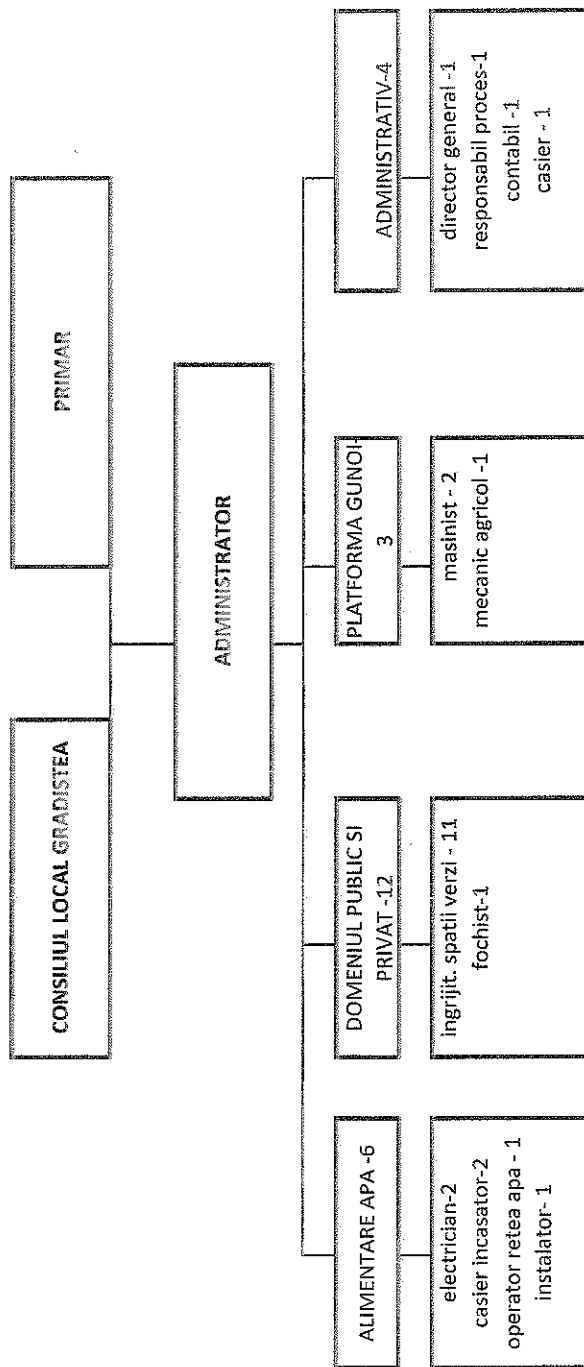 CONSILIUL LOCAL GRADISTEA
PRIMAR
ADMINISTRATOR
ALIMENTARE APA -6
electrician-2
casier incasator-2
operator retea apa - 1
instalator- 1
DOMENIUL PUBLIC SI
PRIVAT -12
ingrijit. spatii verzi - 11
fochist-1
PLATFORMA GUNOI-
3
masinist - 2
mecanic agricol -1
ADMINISTRATIV-4
director general -1
responsabil proces-1
contabil -1
casier - 1